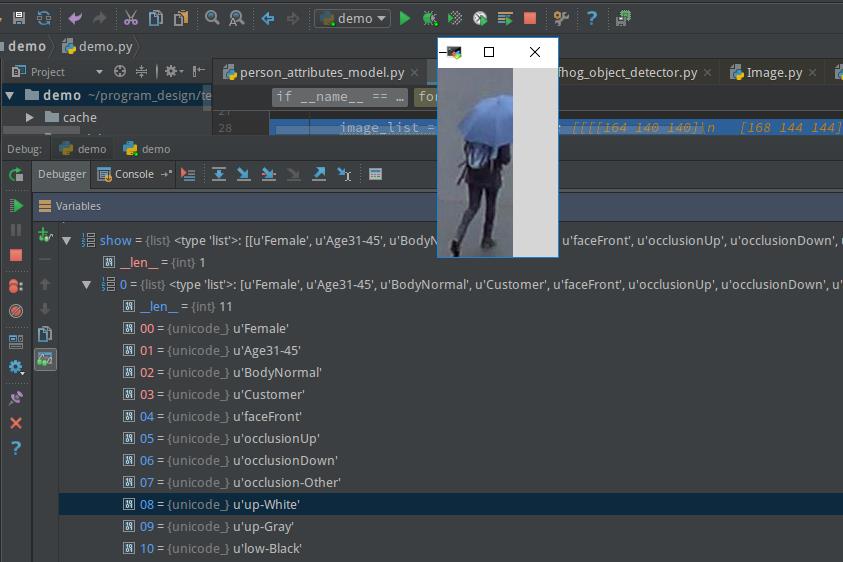 demo
demo
demo.py
Project
person_attributes_model.py
fhog_object_detector.py
Image.py
demo ~/program_design/te
cache
if __name__ == …
for
27
28
image_list =
[[[[164 140 140]\n [168 144 144]
Debug:
demo
demo
Debugger
Console
Variables
show = {list} <type 'list'>: [[u'Female', u'Age31-45', u'BodyN
u'faceFront', u'occlusionUp', u'occlusionDown',
__len__ = {int} 1
0 = {list} <type 'list'>: [u'Female', u'Age31-45', u'BodyNormal', u'Customer', u'faceFront', u'occlusionUp', u'occlusionDown', u'
__len__ = {int} 11
00 = {unicode_} u'Female'
01 = {unicode_} u'Age31-45'
02 = {unicode_} u'BodyNormal'
03 = {unicode_} u'Customer'
04 = {unicode_} u'faceFront'
05 = {unicode_} u'occlusionUp'
06 = {unicode_} u'occlusionDown'
07 = {unicode_} u'occlusion-Other'
08 = {unicode_} u'up-White'
09 = {unicode_} u'up-Gray'
10 = {unicode_} u'low-Black'